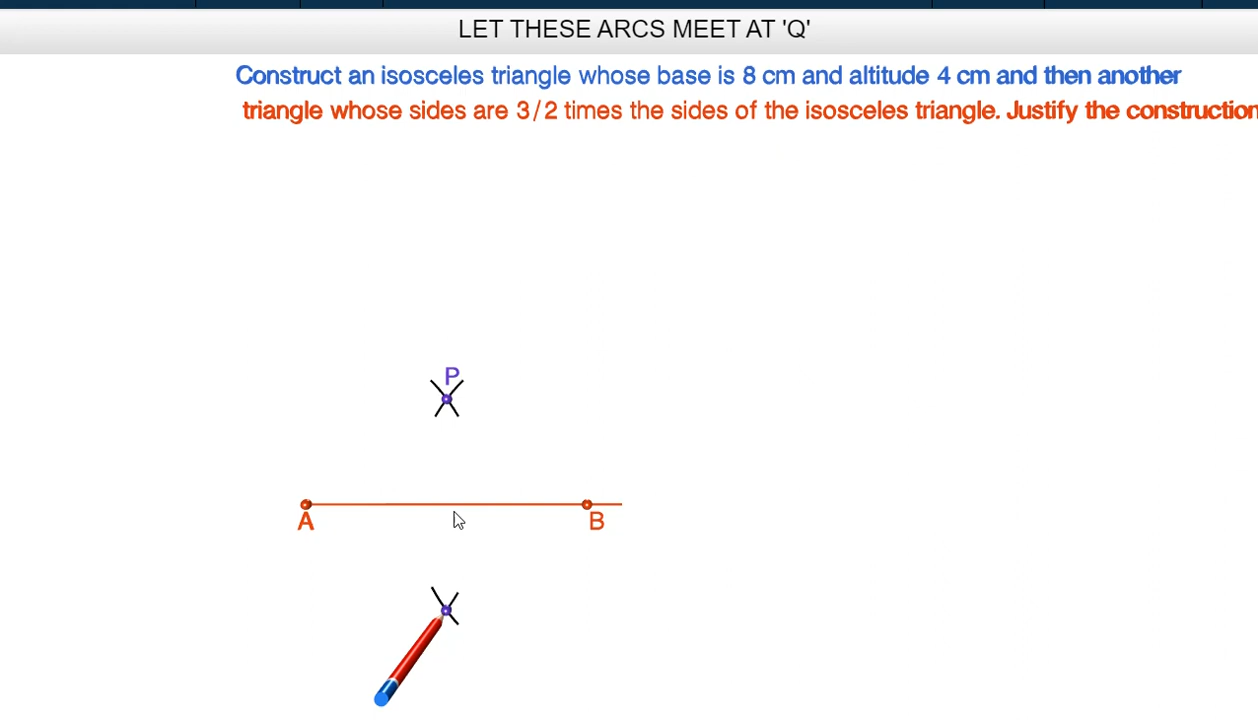 LET THESE ARCS MEET AT 'Q'
Construct an isosceles triangle whose base is 8 cm and altitude 4 cm and then another
triangle whose sides are 3/2 times the sides of the isosceles triangle. Justify the construction
P
A
B